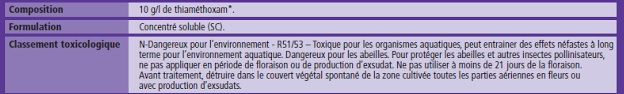 Composition 10 g/l de thiaméthoxam*.
Formulation Concentré soluble (SC).
Classement toxicologique N-Dangereux pour l'environnement - R51/53 – Toxique pour les organismes aquatiques, peut entrainer des effets néfastes à long
terme pour l'environnement aquatique. Dangereux pour les abeilles. Pour protéger les abeilles et autres insectes pollinisateurs,
ne pas appliquer en période de floraison ou de production d'exsudat. Ne pas utiliser à moins de 21 jours de la floraison.
Avant traitement, détruire dans le couvert végétal spontané de la zone cultivée toutes les parties aériennes en fleurs ou
avec production d'exsudats.